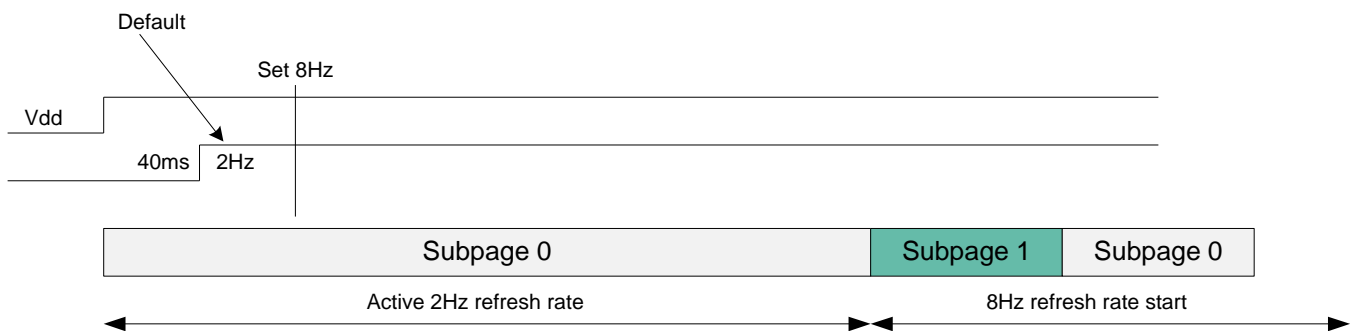 Default
Set 8Hz
Vdd
40ms 2Hz
Subpage 0 Subpage 1 Subpage 0
Active 2Hz refresh rate 8Hz refresh rate start